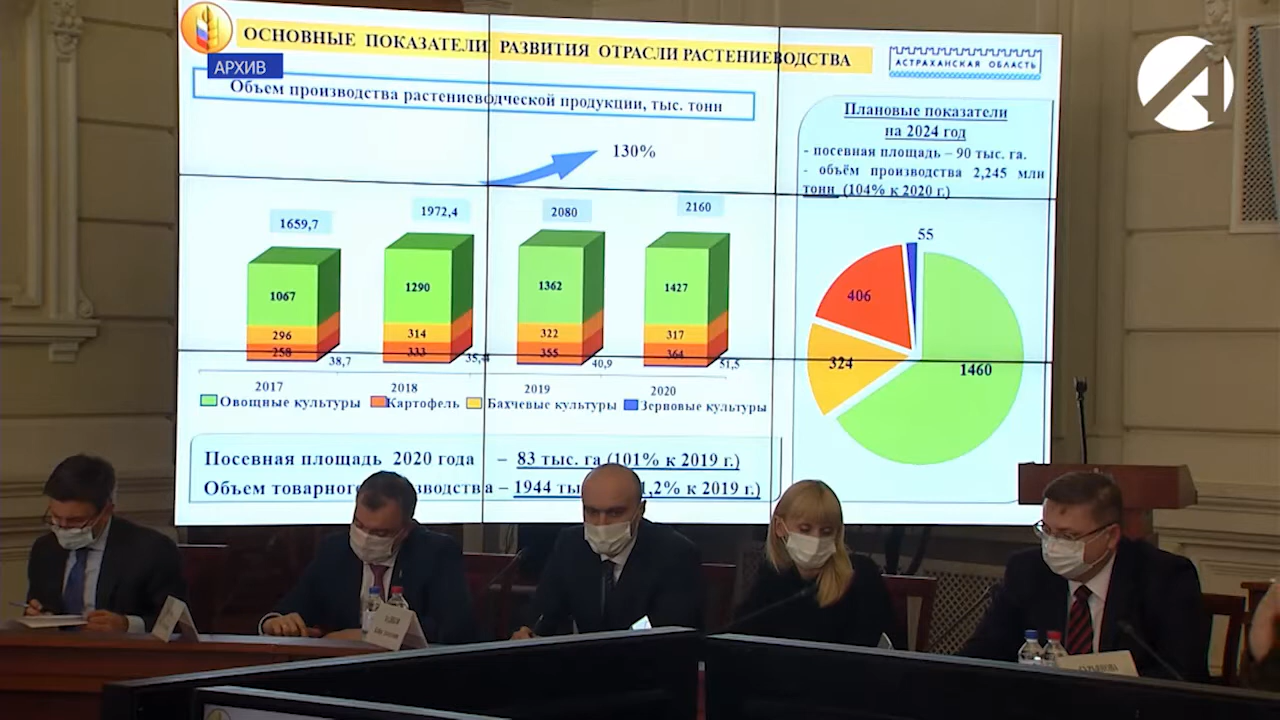 ОСНОВНЫЕ ПОКАЗАТЕЛИ РАЗВИТИЯ ОТРАСЛИ РАСТЕНИЕВОДСТВА
АРХИВ
АСТРАХАНСКАЯ ОБЛАСТЬ
Объем производства растениеводческой продукции, тыс. тонн
130%
1659,7
1972,4
2080
2160
1067
1290
1362
1427
296
314
322
317
258
333
355
364
38,7
35,4
40,9
51,5
2017
2018
2019
2020
Овощные культуры
Картофель
Бахчевые культуры
Зерновые культуры
Посевная площадь 2020 года – 83 тыс. га (101% к 2019 г.)
Объем товарного – 1944 1,2% к 2019 г.)
Плановые показатели
на 2024 год
- посевная площадь – 90 тыс. га.
- объём производства 2,245 млн
тонн (104% к 2020 г.)
55
406
324
1460